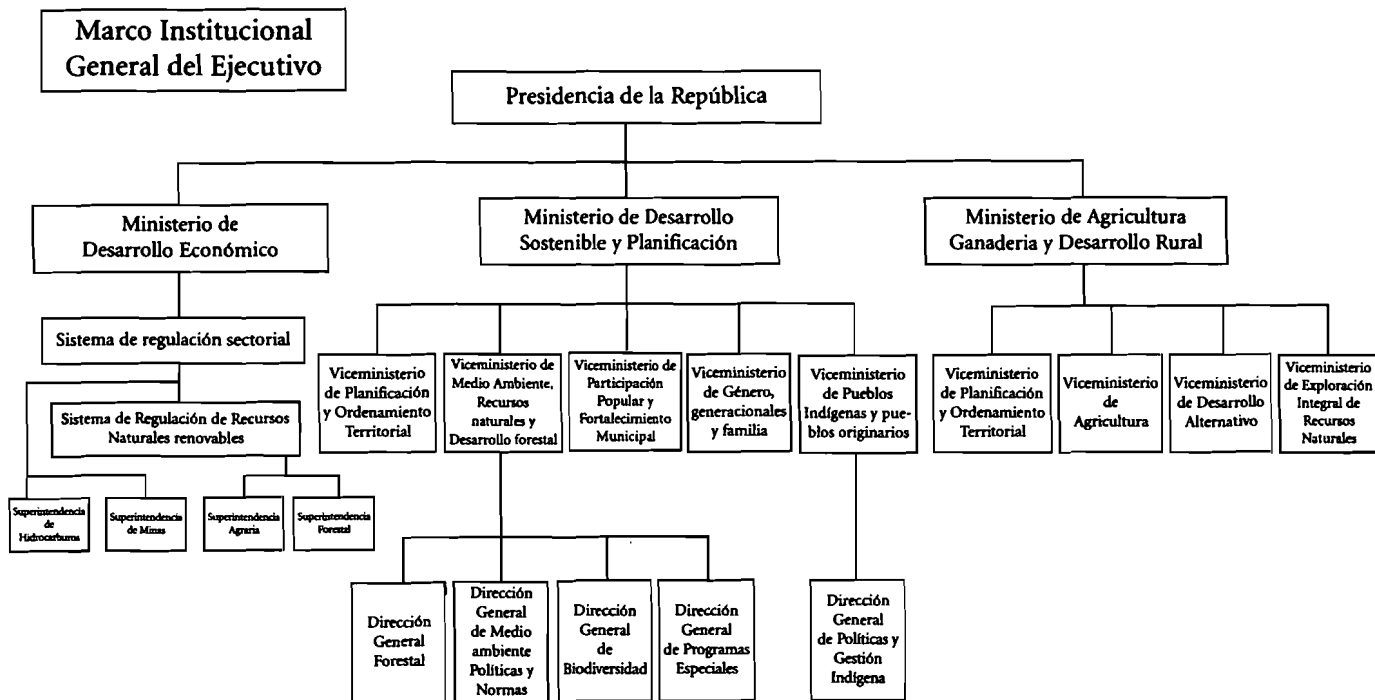 Marco Institucional
General del Ejecutivo
Presidencia de la República
Ministerio de
Desarrollo Económico
Ministerio de Desarrollo
Sostenible y Planificación
Ministerio de Agricultura
Ganaderia y Desarrollo Rural
Sistema de regulación sectorial
Sistema de Regulación de Recursos
Naturales renovables
Superintendencia
de
Hidrocarburos
Superintendencia
de Minas
Superintendencia
Agraria
Superintendencia
Forestal
Viceministerio
de Planificación
y Ordenamiento
Territorial
Viceministerio de
Medio Ambiente,
Recursos
naturales y
Desarrollo forestal
Viceministerio de
Participación
Popular y
Fortalecimiento
Municipal
Viceministerio
de Género,
generacionales
y familia
Viceministerio
de Pueblos
Indígenas y pue-
blos originarios
Viceministerio
de Planificación
y Ordenamiento
Territorial
Viceministerio
de
Agricultura
Viceministerio
de Desarrollo
Alternativo
Viceministerio
de Exploración
Integral de
Recursos
Naturales
Dirección
General
Forestal
Dirección
General
de Medio
ambiente
Políticas y
Normas
Dirección
General
de
Biodiversidad
Dirección
General
de Programas
Especiales
Dirección
General
de Políticas y
Gestión
Indígena